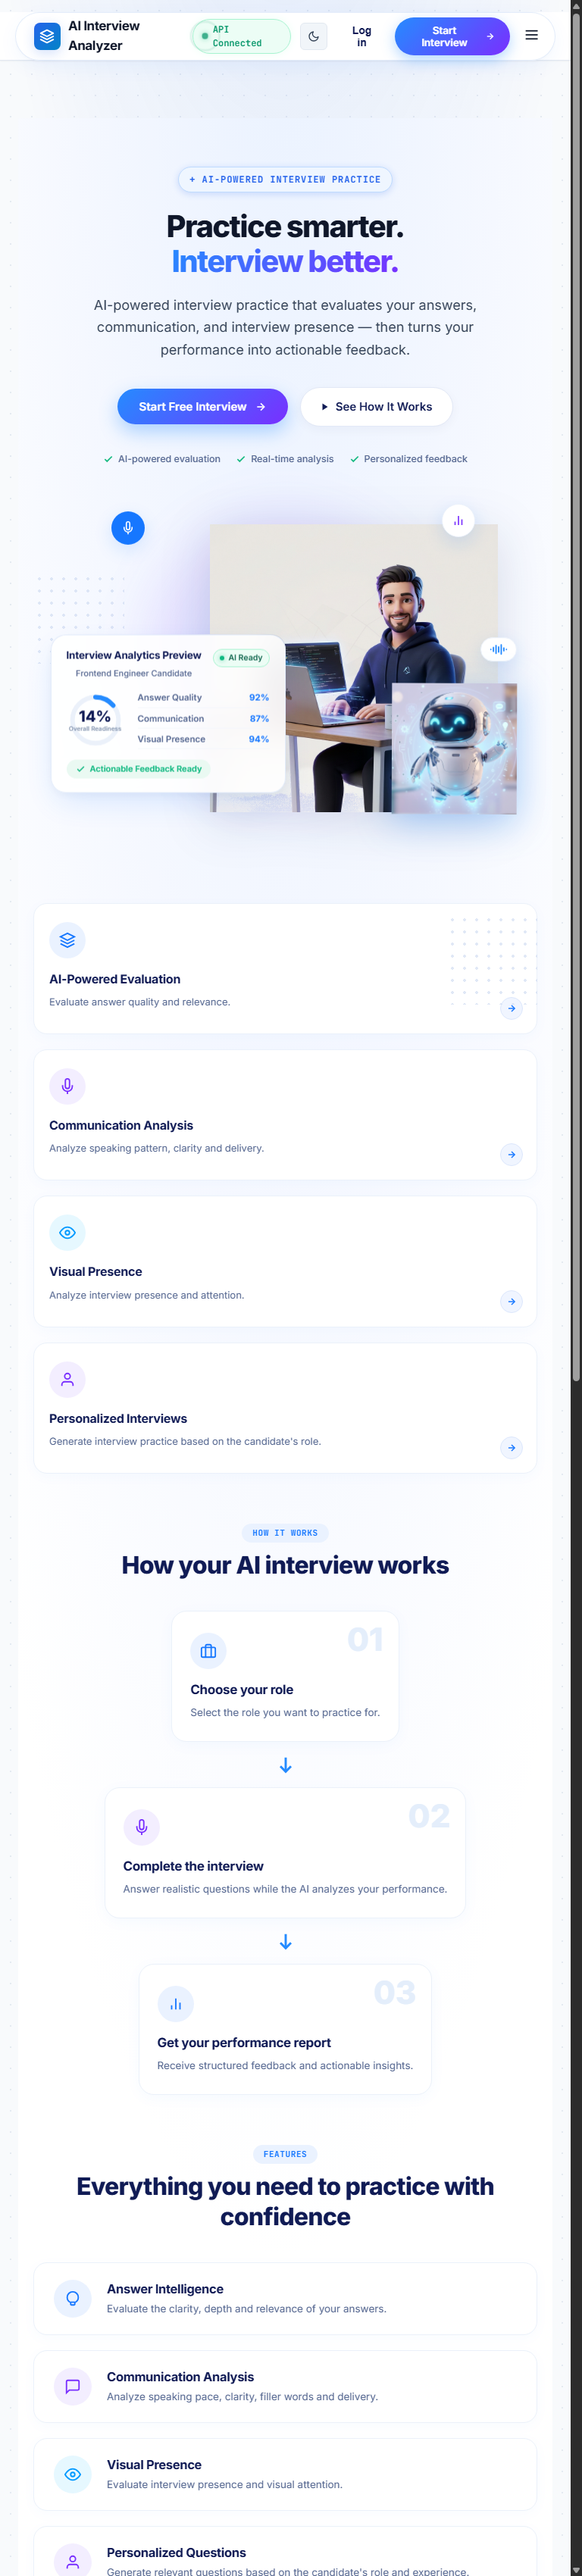 AI Interview
Analyzer
API
Connected
Log
in
Start
Interview
+ AI-POWERED INTERVIEW PRACTICE
Practice smarter.
Interview better.
AI-powered interview practice that evaluates your answers,
communication, and interview presence — then turns your
performance into actionable feedback.
Start Free Interview
See How It Works
AI-powered evaluation
Real-time analysis
Personalized feedback
Interview Analytics Preview
AI Ready
Frontend Engineer Candidate
14%
Overall Readiness
Answer Quality 92%
Communication 87%
Visual Presence 94%
Actionable Feedback Ready
AI-Powered Evaluation
Evaluate answer quality and relevance.
Communication Analysis
Analyze speaking pattern, clarity and delivery.
Visual Presence
Analyze interview presence and attention.
Personalized Interviews
Generate interview practice based on the candidate's role.
HOW IT WORKS
How your AI interview works
01
Choose your role
Select the role you want to practice for.
02
Complete the interview
Answer realistic questions while the AI analyzes your performance.
03
Get your performance report
Receive structured feedback and actionable insights.
FEATURES
Everything you need to practice with
confidence
Answer Intelligence
Evaluate the clarity, depth and relevance of your answers.
Communication Analysis
Analyze speaking pace, clarity, filler words and delivery.
Visual Presence
Evaluate interview presence and visual attention.
Personalized Questions
Generate relevant questions based on the candidate's role and experience.